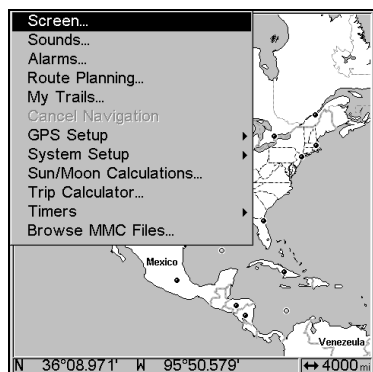 Screen...
Sounds...
Alarms...
Route Planning...
My Trails...
Cancel Navigation
GPS Setup
System Setup
Sun/Moon Calculations...
Trip Calculator...
Timers
Browse MMC Files...
Mexico
Venezuela
N 36°08.971' W 95°50.579' ↔ 4000 mi